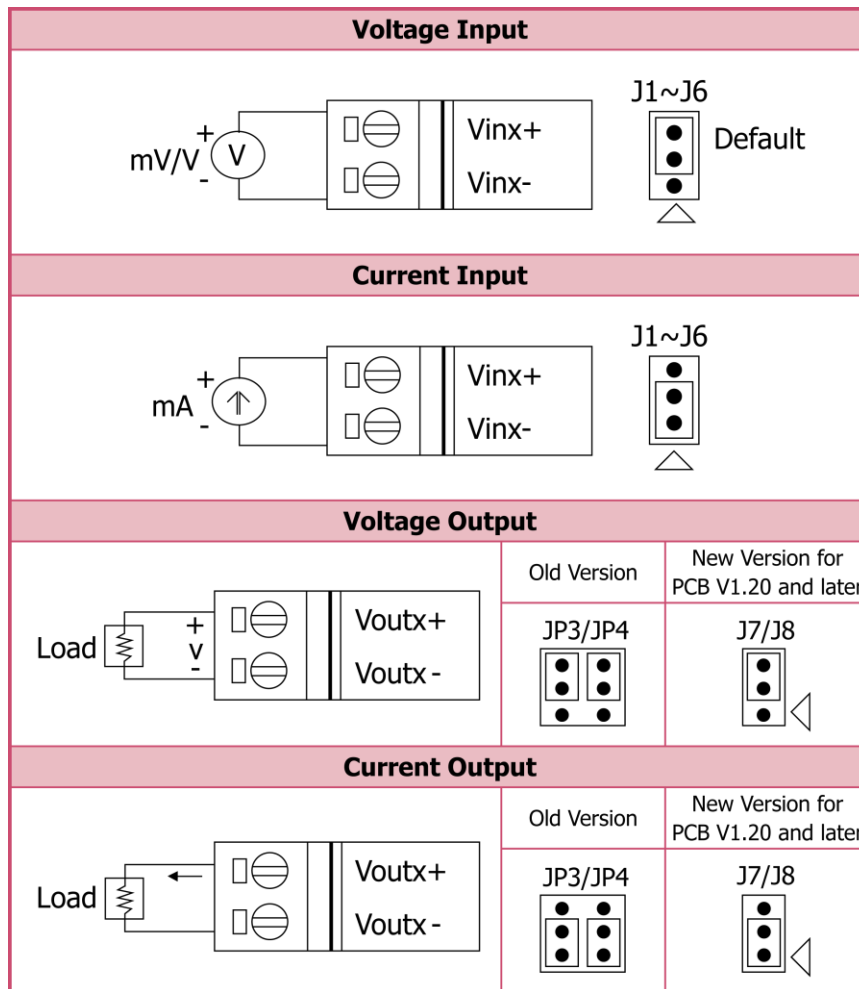 Voltage Input
J1~J6
+
mV/V
V
-
Vinx+
Vinx-
Default
Current Input
J1~J6
+
mA
-
Vinx+
Vinx-
Voltage Output
Old Version
New Version for
PCB V1.20 and later
Load
+
V
-
Voutx+
Voutx -
JP3/JP4
J7/J8
Current Output
Old Version
New Version for
PCB V1.20 and later
Load
Voutx+
Voutx -
JP3/JP4
J7/J8